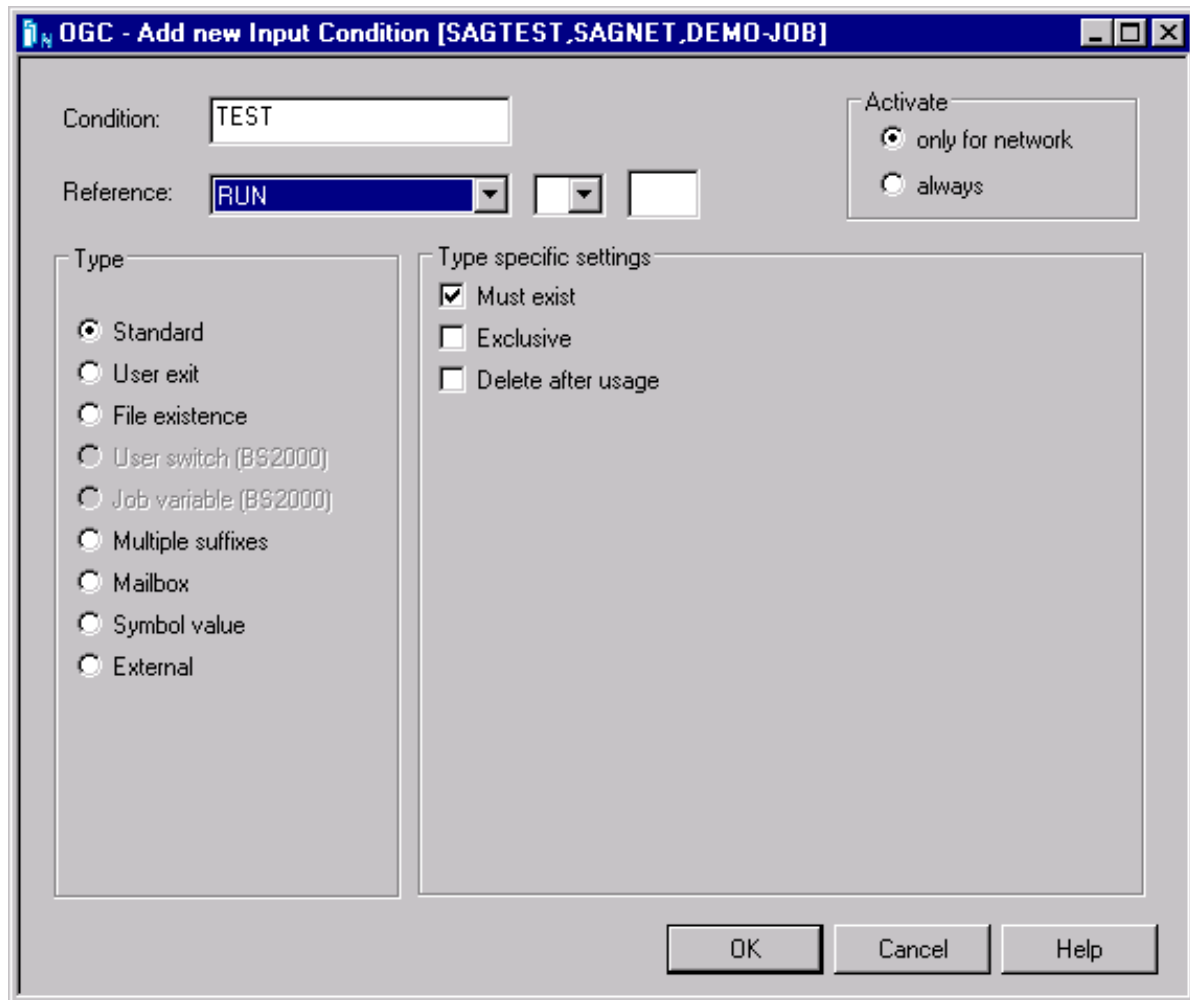 OGC - Add new Input Condition [SAGTEST,SAGNET,DEMO-JOB]
Condition: TEST
Reference: RUN
Activate
only for network
always
Type
Standard
User exit
File existence
User switch (BS2000)
Job variable (BS2000)
Multiple suffixes
Mailbox
Symbol value
External
Type specific settings
Must exist
Exclusive
Delete after usage
OK Cancel Help